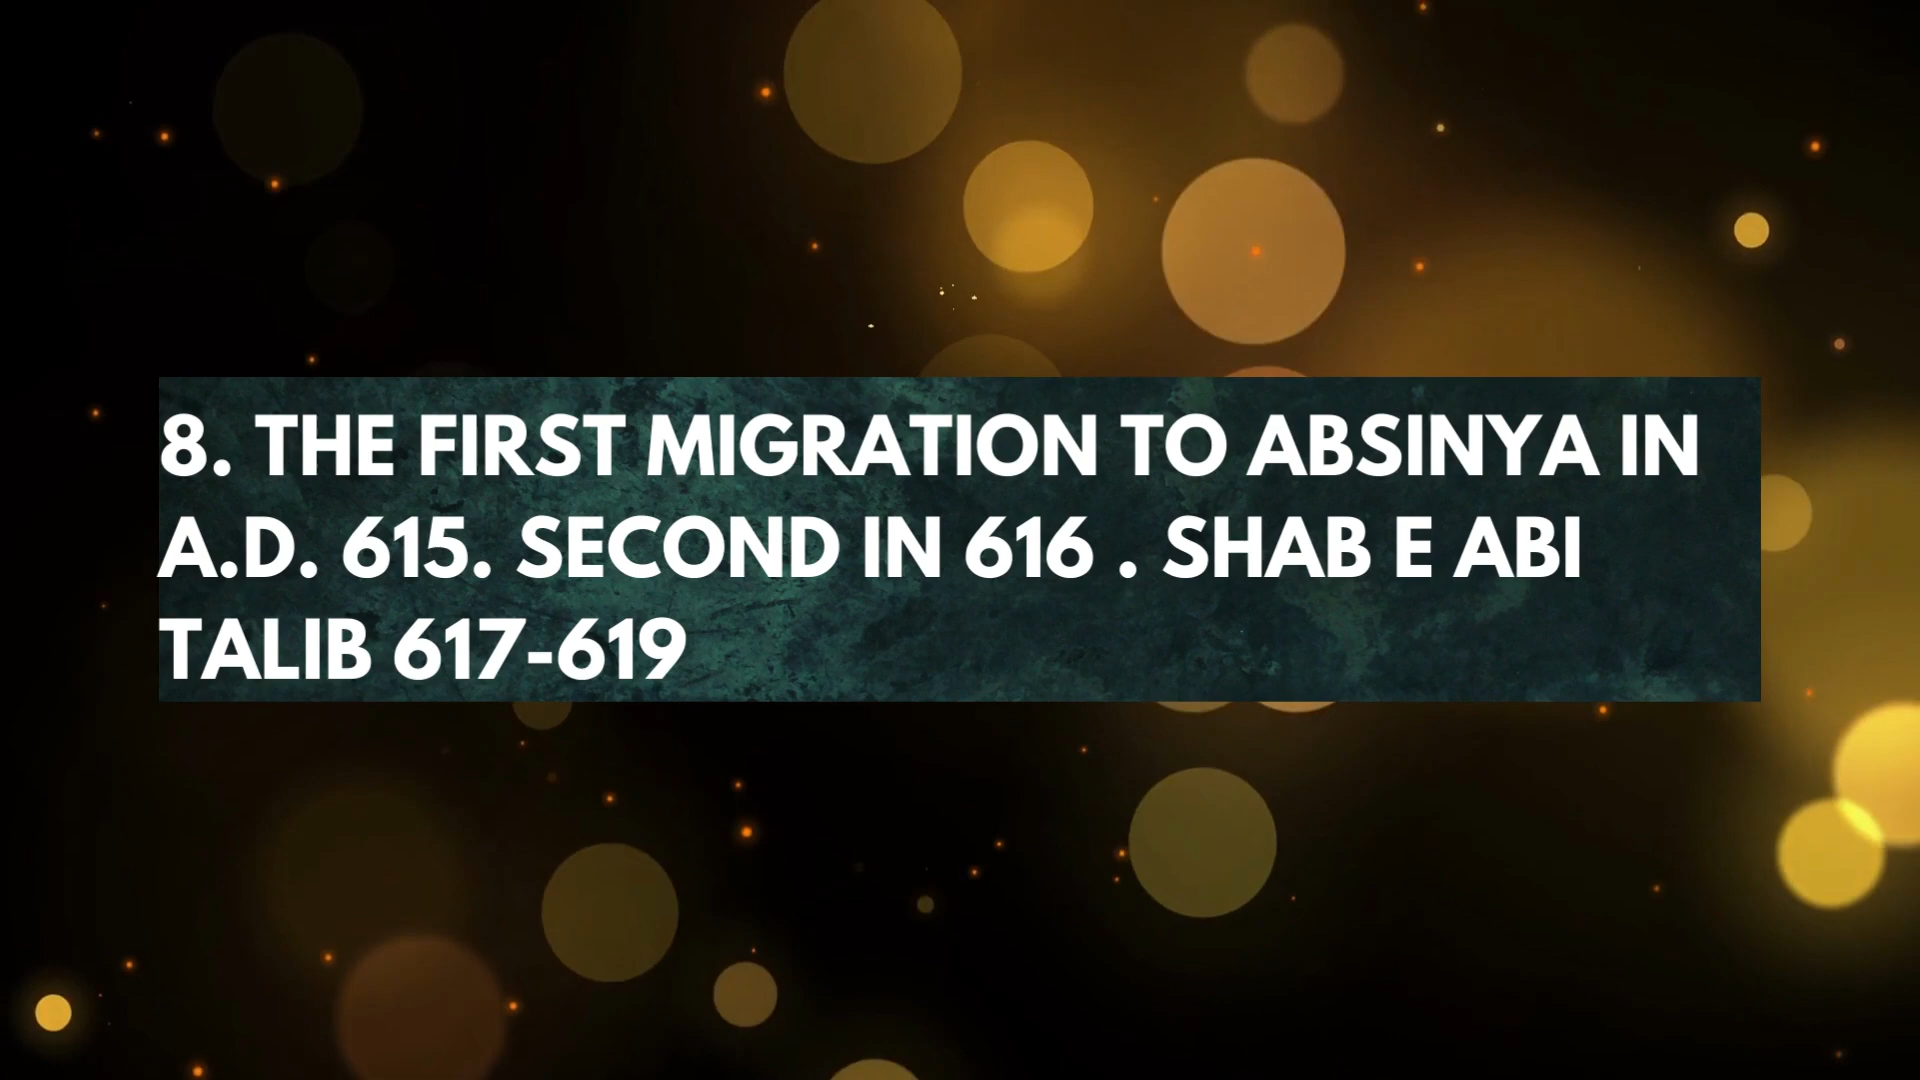 8. THE FIRST MIGRATION TO ABSINYA IN
A.D. 615. SECOND IN 616 . SHAB E ABI
TALIB 617-619